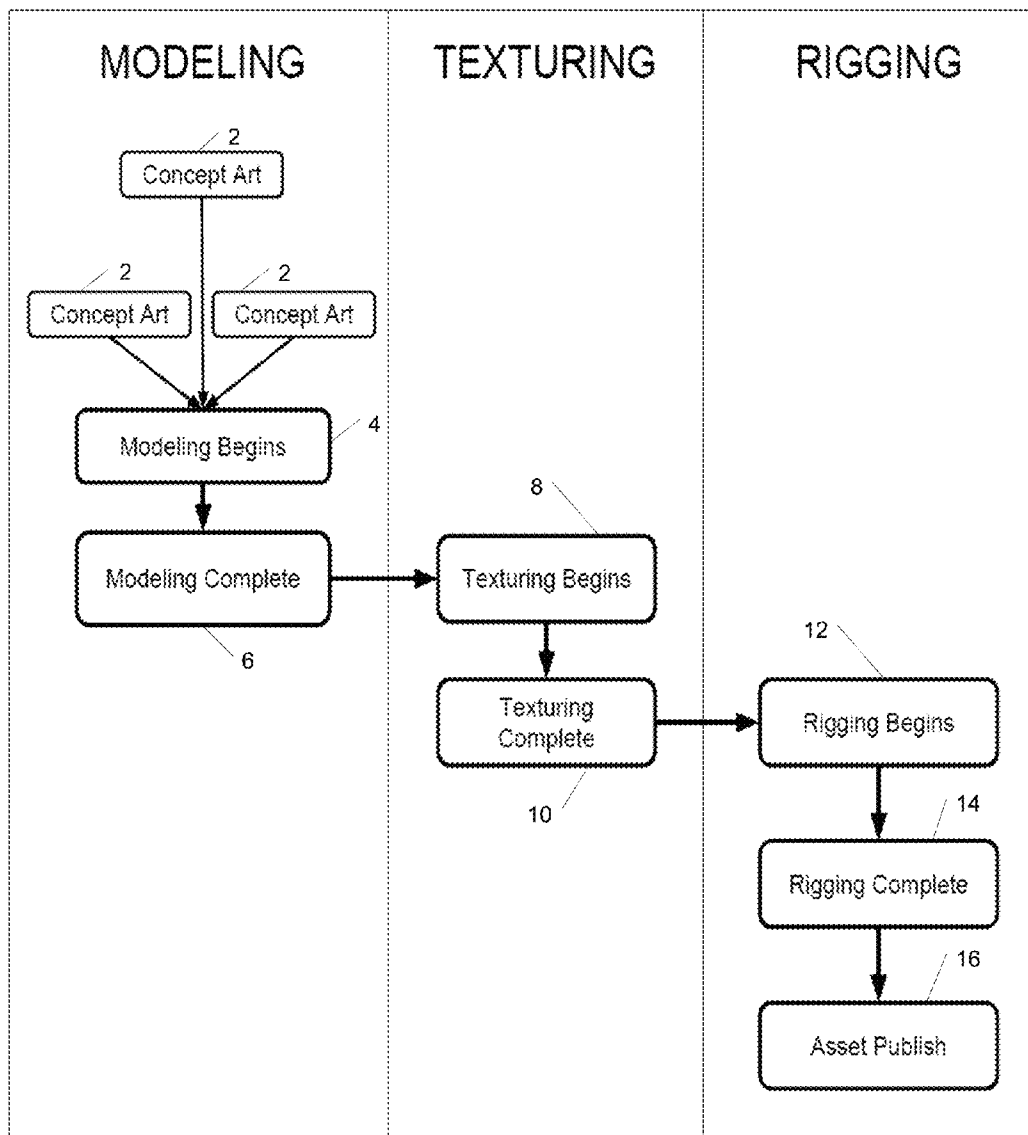 MODELING
TEXTURING
RIGGING
2
Concept Art
2
Concept Art
2
Concept Art
Modeling Begins
4
Modeling Complete
6
8
Texturing Begins
Texturing
Complete
10
12
Rigging Begins
14
Rigging Complete
16
Asset Publish